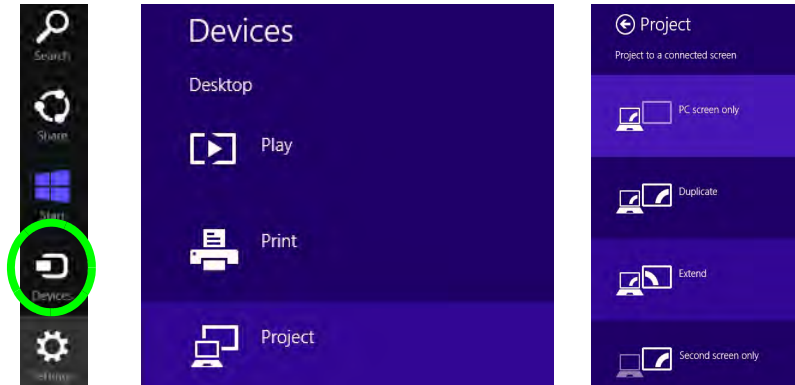 Search
Share
Start
Devices
Settings
Devices
Desktop
Play
Print
Project
Project
Project to a connected screen
PC screen only
Duplicate
Extend
Second screen only